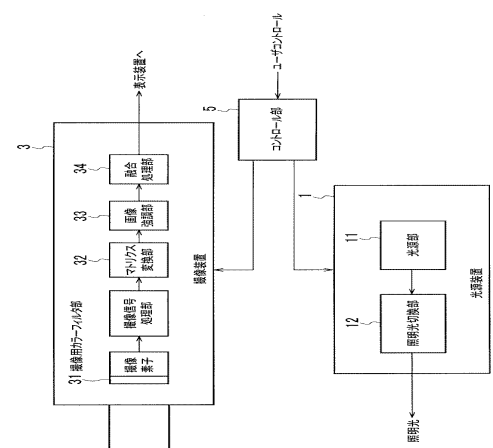 3
撮像用カラーフィルタ部
31
撮像
素子
撮像信号
処理部
32
マトリクス
変換部
33
画像
強調部
34
融合
処理部
表示装置へ
撮像装置
5
コントロール部
ユーザコントロール
1
11
光源部
12
照明光切換部
照明光
光源装置